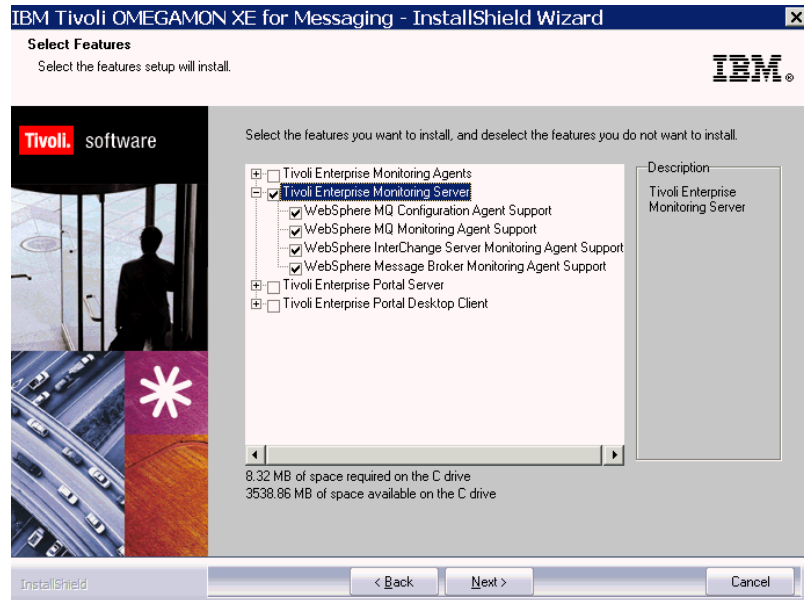 IBM Tivoli OMEGAMON XE for Messaging - InstallShield Wizard
Select Features
Select the features setup will install.
IBM®
Tivoli. software
Select the features you want to install, and deselect the features you do not want to install.
Tivoli Enterprise Monitoring Agents
Tivoli Enterprise Monitoring Server
WebSphere MQ Configuration Agent Support
WebSphere MQ Monitoring Agent Support
WebSphere InterChange Server Monitoring Agent Support
WebSphere Message Broker Monitoring Agent Support
Tivoli Enterprise Portal Server
Tivoli Enterprise Portal Desktop Client
Description
Tivoli Enterprise
Monitoring Server
8.32 MB of space required on the C drive
3538.86 MB of space available on the C drive
InstallShield
< Back
Next >
Cancel